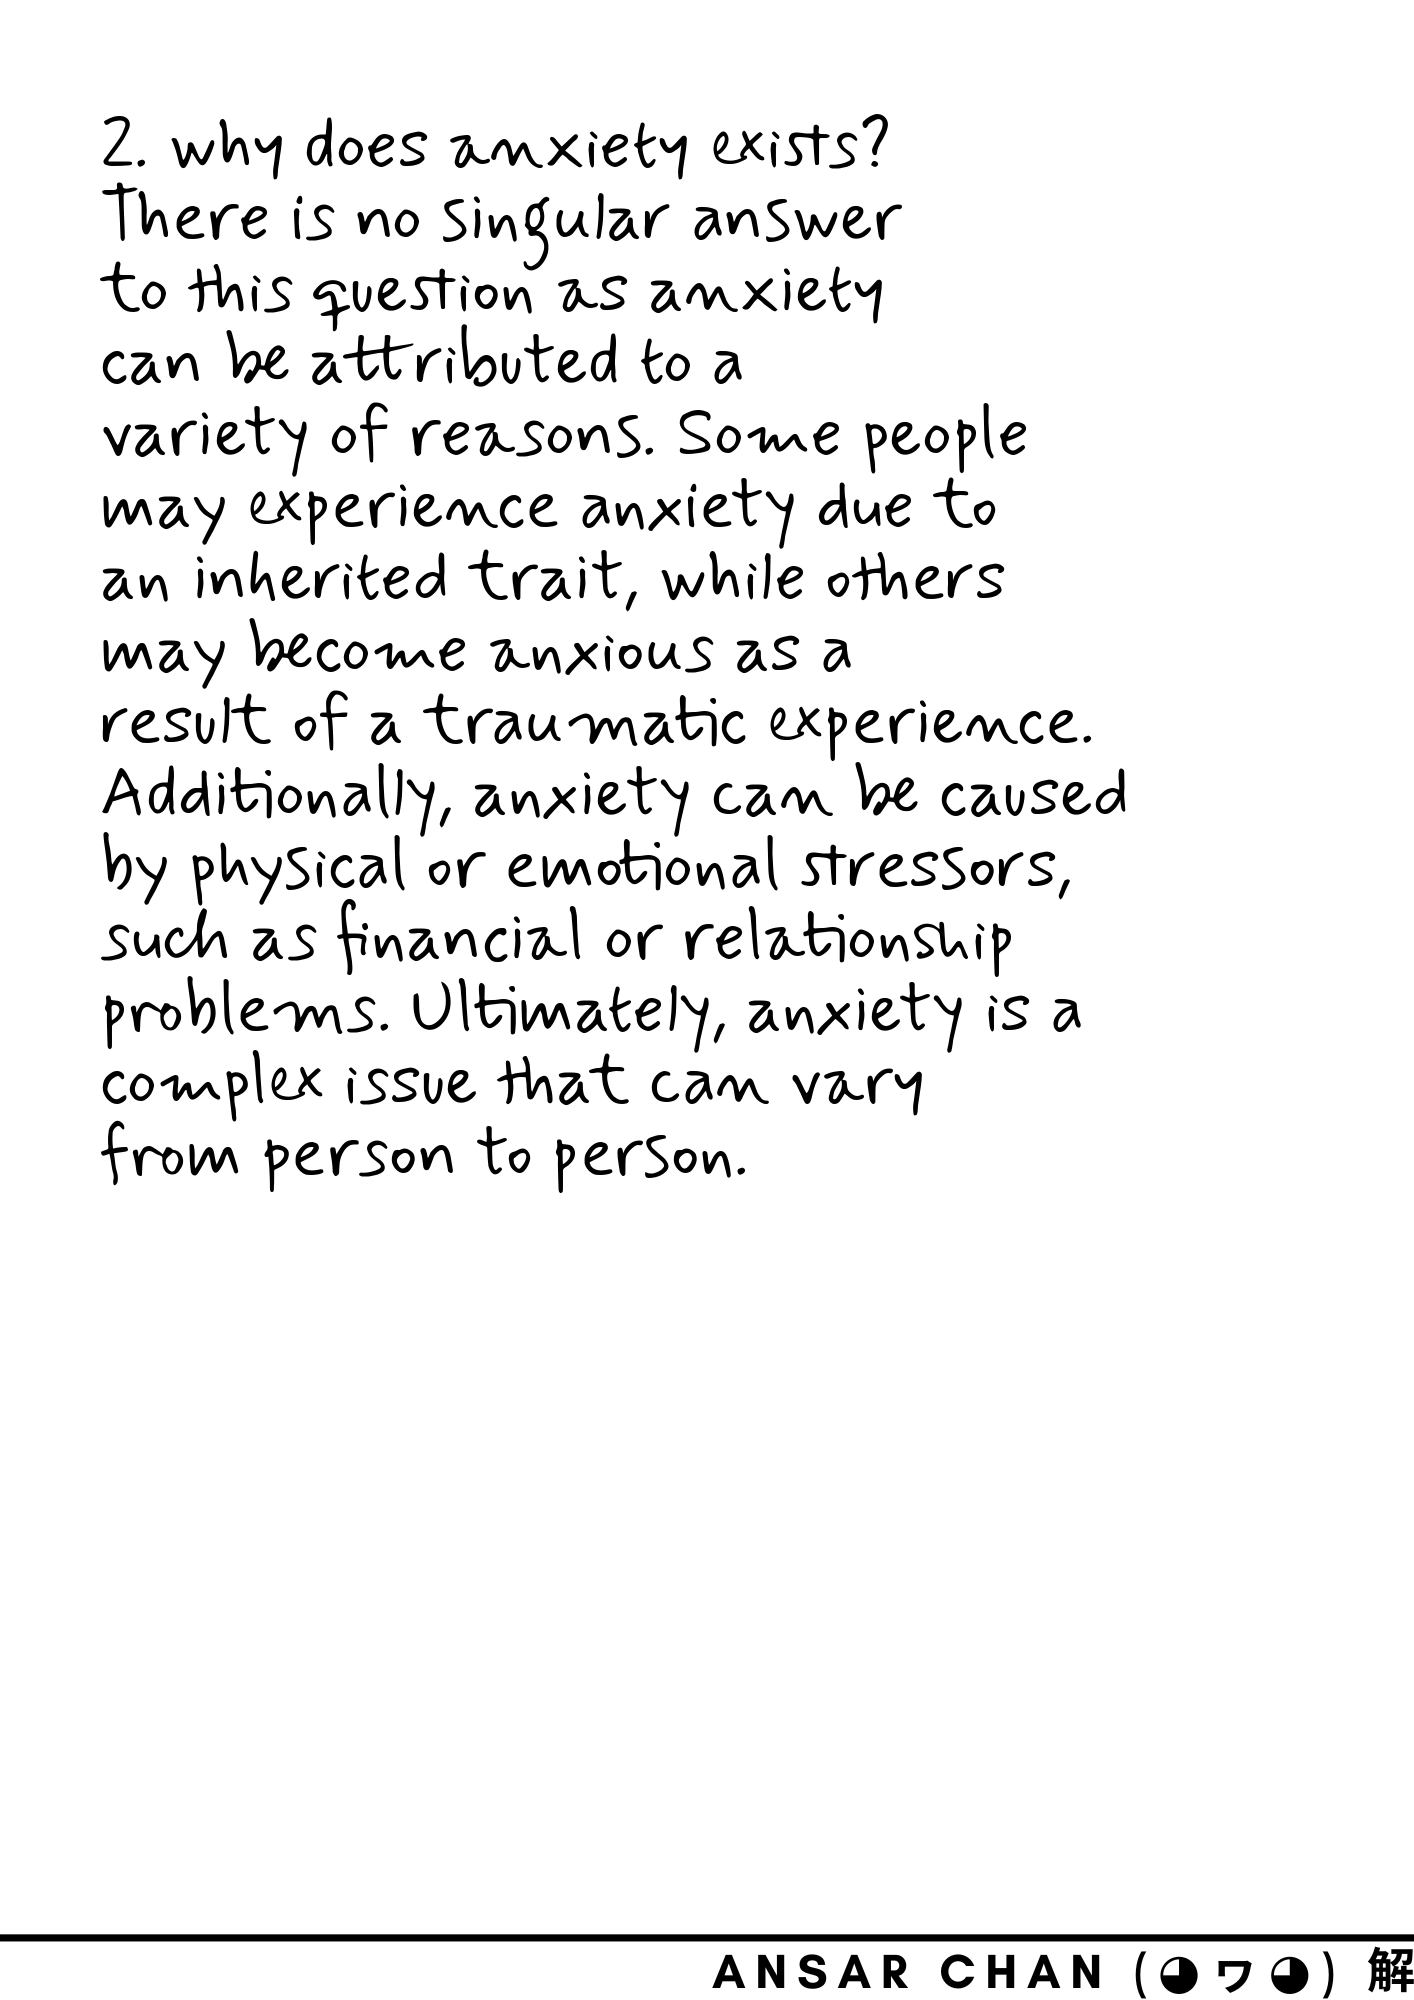 2. why does anxiety exists?
There is no singular answer
to this question as anxiety
can be attributed to a
variety of reasons. Some people
may experience anxiety due to
an inherited trait, while others
may become anxious as a
result of a traumatic experience.
Additionally, anxiety can be caused
by physical or emotional stressors,
such as financial or relationship
problems. Ultimately, anxiety is a
complex issue that can vary
from person to person.
ANSAR CHAN (◕ヮ◕) 解